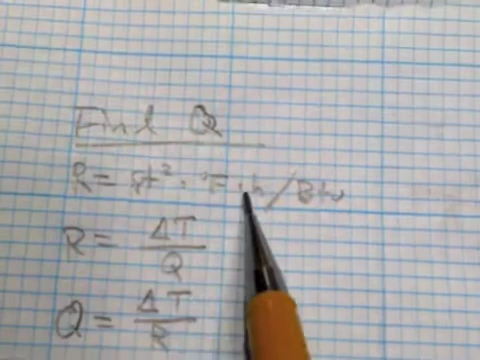 Find Q
R = ft². °F.h/Btu
R = ΔT/Q
Q = ΔT/R